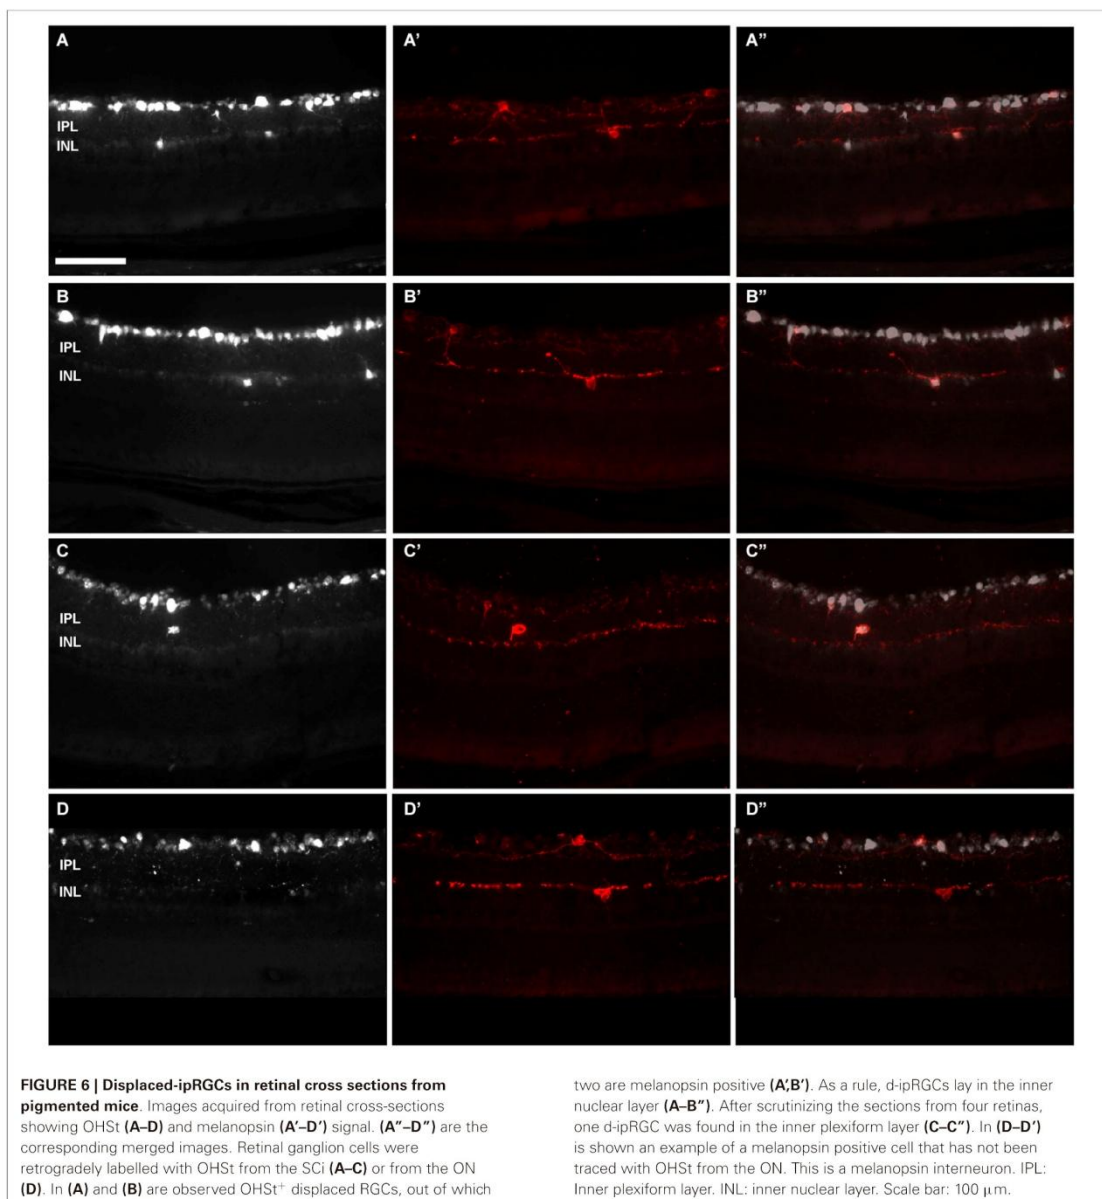 A
A'
A"
IPL
INL
B
B'
B"
IPL
INL
C
C'
C"
IPL
INL
D
D'
D"
IPL
INL
FIGURE 6 | Displaced-ipRGCs in retinal cross sections from
pigmented mice. Images acquired from retinal cross-sections
showing OHSt (A–D) and melanopsin (A'–D') signal. (A"–D") are the
corresponding merged images. Retinal ganglion cells were
retrogradely labelled with OHSt from the SCi (A–C) or from the ON
(D). In (A) and (B) are observed OHSt⁺ displaced RGCs, out of which
two are melanopsin positive (A',B'). As a rule, d-ipRGCs lay in the inner
nuclear layer (A–B"). After scrutinizing the sections from four retinas,
one d-ipRGC was found in the inner plexiform layer (C–C"). In (D–D')
is shown an example of a melanopsin positive cell that has not been
traced with OHSt from the ON. This is a melanopsin interneuron. IPL:
Inner plexiform layer. INL: inner nuclear layer. Scale bar: 100 μm.